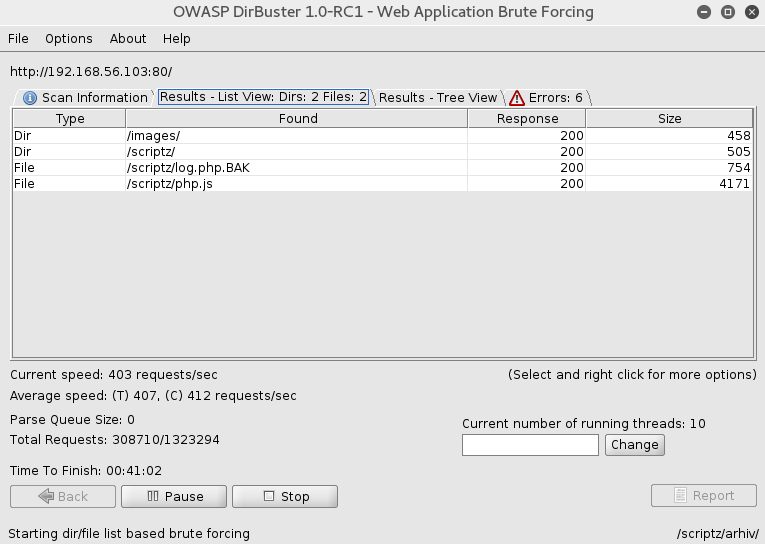 OWASP DirBuster 1.0-RC1 - Web Application Brute Forcing
File Options About Help
http://192.168.56.103:80/
Scan Information Results - List View: Dirs: 2 Files: 2 Results - Tree View Errors: 6
Type Found Response Size
Dir /images/ 200 458
Dir /scriptz/ 200 505
File /scriptz/log.php.BAK 200 754
File /scriptz/php.js 200 4171
Current speed: 403 requests/sec (Select and right click for more options)
Average speed: (T) 407, (C) 412 requests/sec
Parse Queue Size: 0 Current number of running threads: 10
Total Requests: 308710/1323294 Change
Time To Finish: 00:41:02
Back Pause Stop Report
Starting dir/file list based brute forcing /scriptz/arhiv/